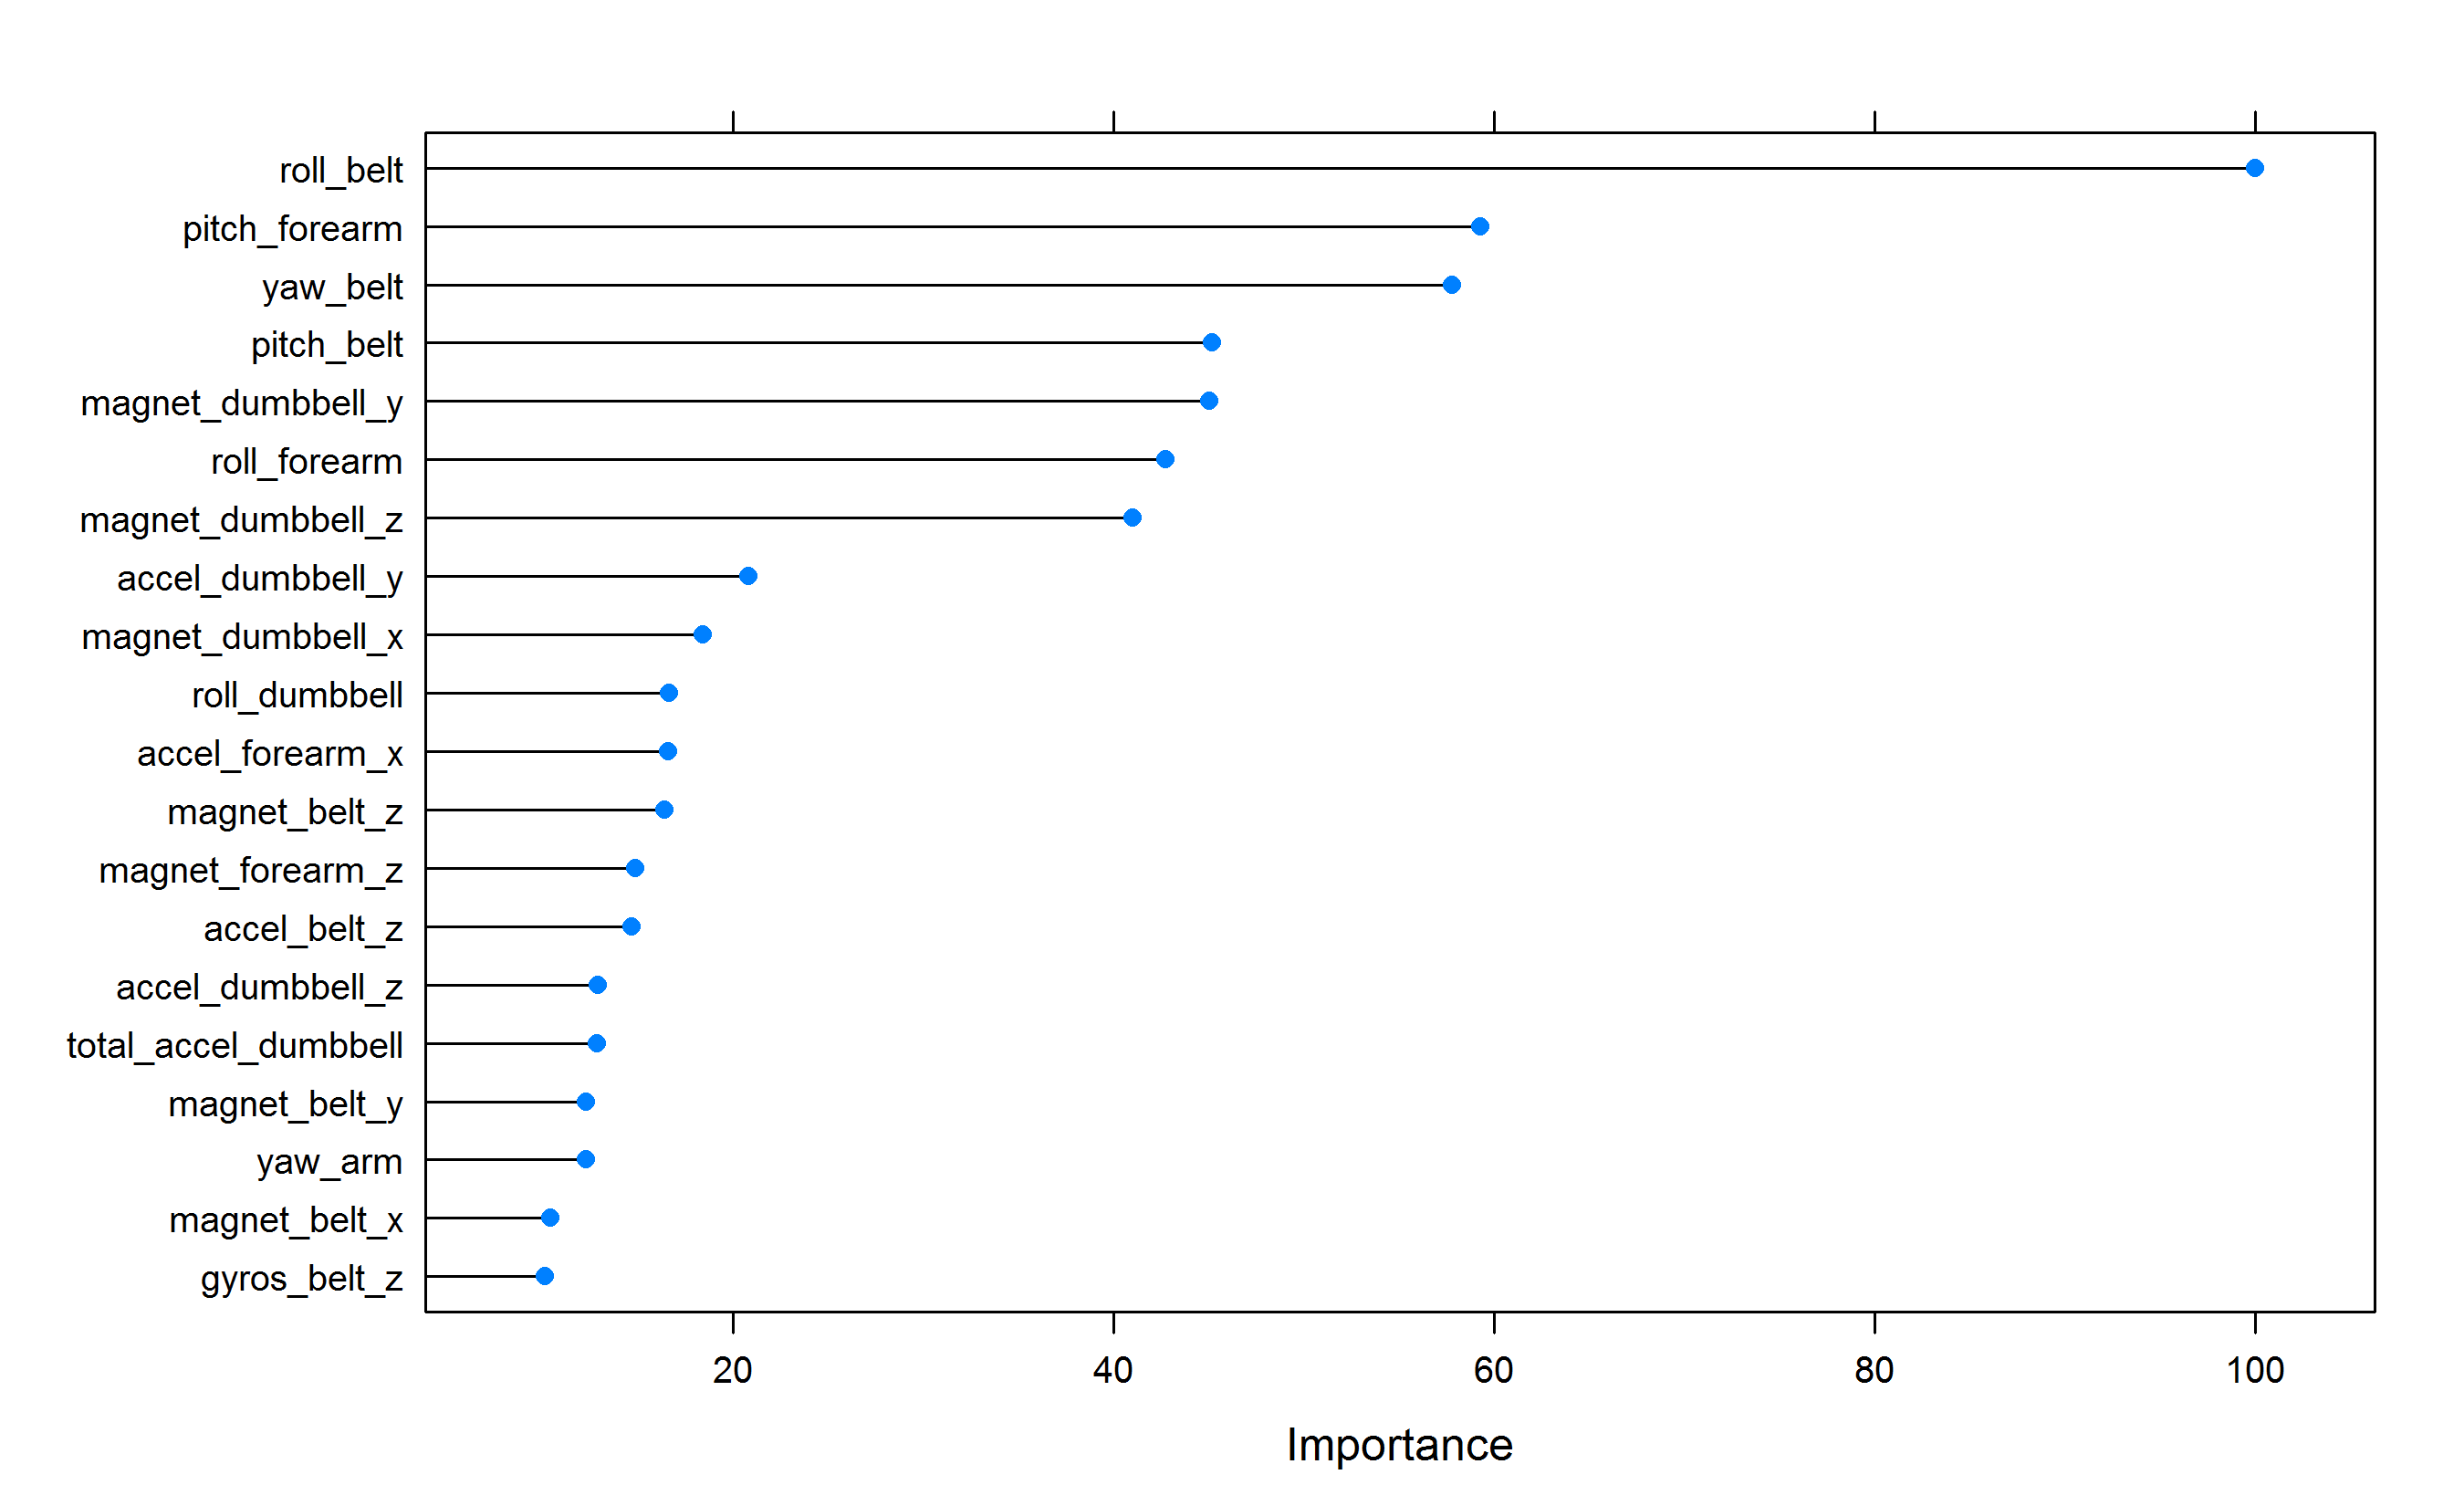 roll_belt
pitch_forearm
yaw_belt
pitch_belt
magnet_dumbbell_y
roll_forearm
magnet_dumbbell_z
accel_dumbbell_y
magnet_dumbbell_x
roll_dumbbell
accel_forearm_x
magnet_belt_z
magnet_forearm_z
accel_belt_z
accel_dumbbell_z
total_accel_dumbbell
magnet_belt_y
yaw_arm
magnet_belt_x
gyros_belt_z
20 40 60 80 100
Importance